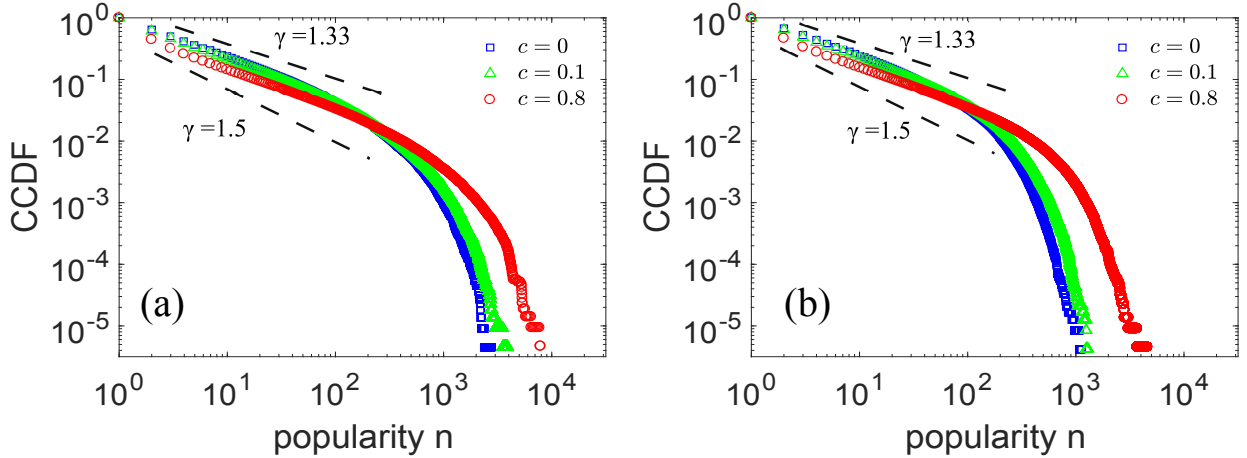 10^0
10^-1
10^-2
10^-3
10^-4
10^-5
CCDF
γ =1.33
γ =1.5
c = 0
c = 0.1
c = 0.8
(a)
10^0 10^1 10^2 10^3 10^4
popularity n
10^0
10^-1
10^-2
10^-3
10^-4
10^-5
CCDF
γ =1.33
γ =1.5
c = 0
c = 0.1
c = 0.8
(b)
10^0 10^1 10^2 10^3 10^4
popularity n